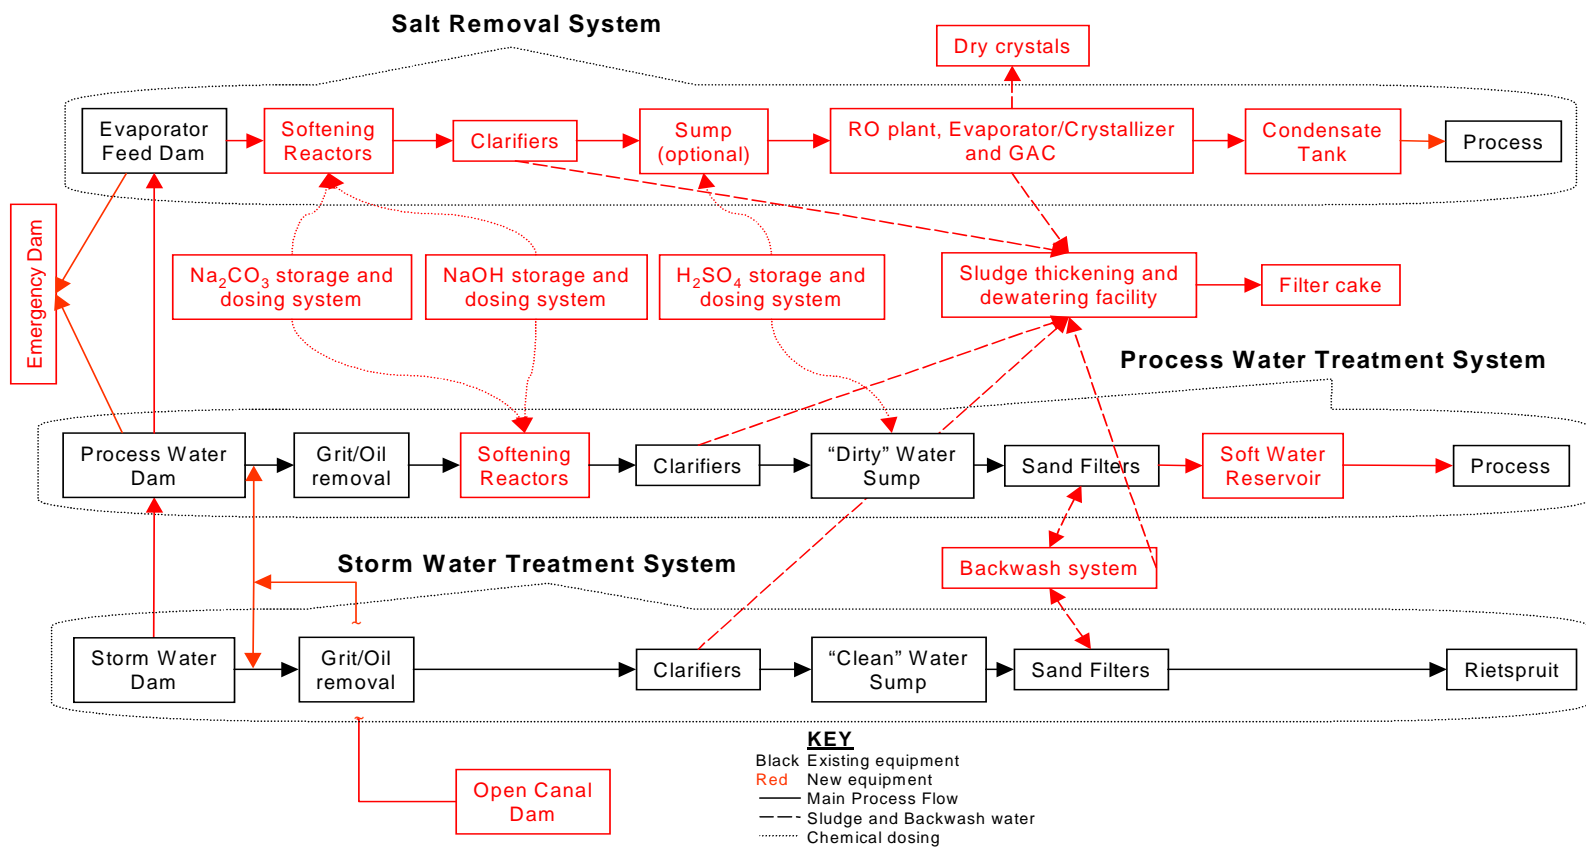 Salt Removal System
Dry crystals
Evaporator
Feed Dam
Softening
Reactors
Clarifiers
Sump
(optional)
RO plant, Evaporator/Crystallizer
and GAC
Condensate
Tank
Process
Emergency Dam
Na₂CO₃ storage and
dosing system
NaOH storage and
dosing system
H₂SO₄ storage and
dosing system
Sludge thickening and
dewatering facility
Filter cake
Process Water Treatment System
Process Water
Dam
Grit/Oil
removal
Softening
Reactors
Clarifiers
“Dirty” Water
Sump
Sand Filters
Soft Water
Reservoir
Process
Storm Water Treatment System
Backwash system
Storm Water
Dam
Grit/Oil
removal
Clarifiers
“Clean” Water
Sump
Sand Filters
Rietspruit
Open Canal
Dam
KEY
Black Existing equipment
Red New equipment
Main Process Flow
Sludge and Backwash water
Chemical dosing